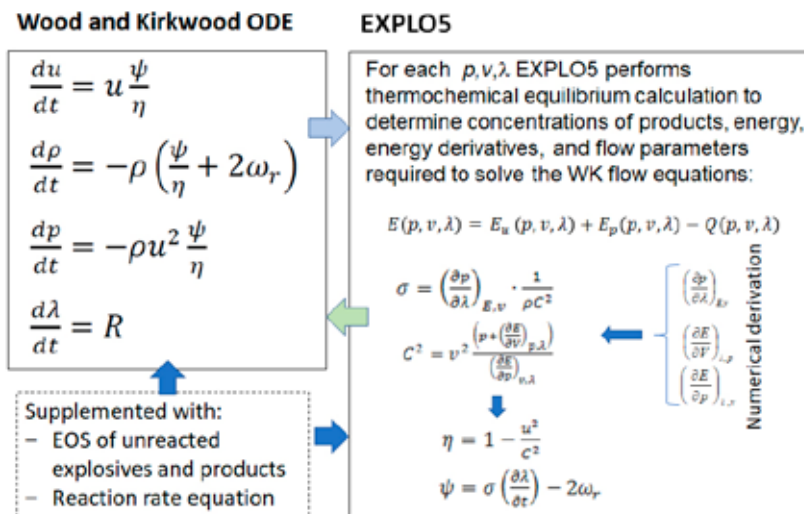 Wood and Kirkwood ODE
du/dt = u ψ/η
dρ/dt = −ρ (ψ/η + 2ω_r)
dp/dt = −ρu² ψ/η
dλ/dt = R
Supplemented with:
– EOS of unreacted
explosives and products
– Reaction rate equation
EXPLO5
For each p,v,λ EXPLO5 performs
thermochemical equilibrium calculation to
determine concentrations of products, energy,
energy derivatives, and flow parameters
required to solve the WK flow equations:
E(p, v, λ) = E_u (p, v, λ) + E_p(p, v, λ) − Q(p, v, λ)
σ = (∂p/∂λ)_E,v · 1/(ρC²)
C² = v² (p+(∂E/∂V)_p,λ) / (∂E/∂p)_v,λ
η = 1 − u²/c²
ψ = σ (∂λ/∂t) − 2ω_r
(∂p/∂λ)
(∂E/∂V)
(∂E/∂p)
Numerical derivation